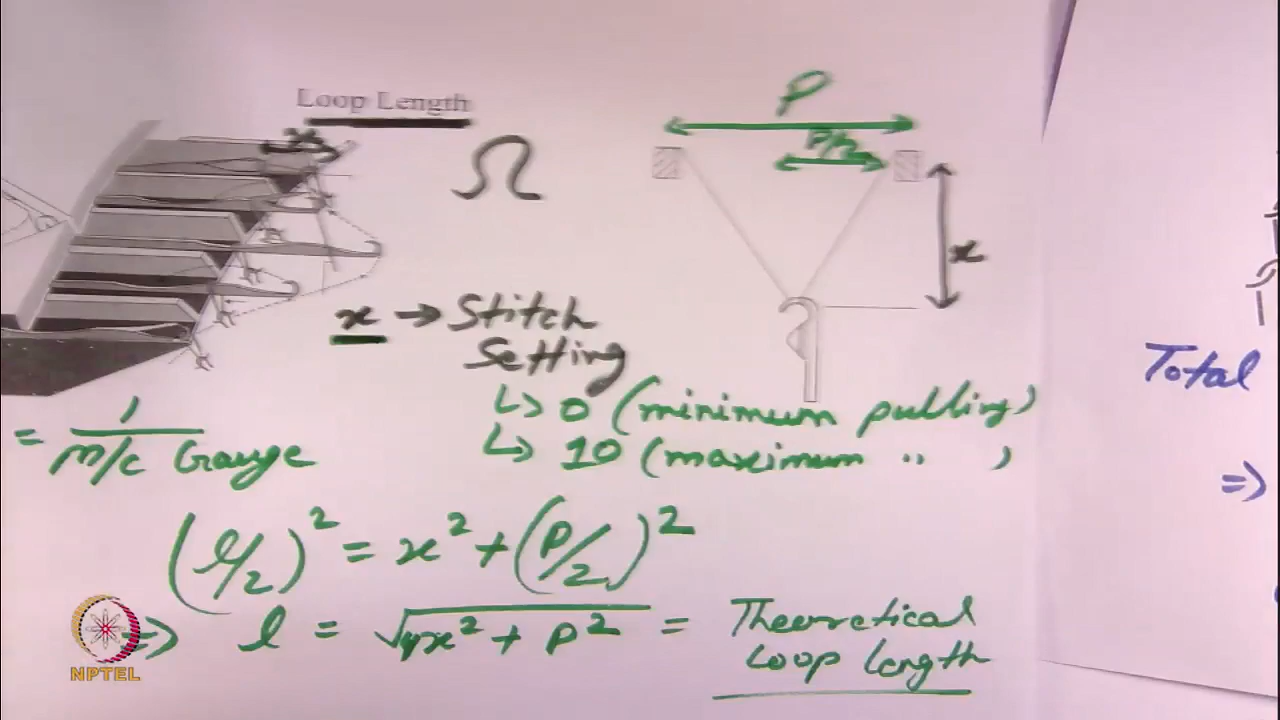 Loop Length
x
P
P/2
x
x → Stitch
Setting
↳ 0 (minimum pulling)
↳ 10 (maximum " )
= 1/m/c Gauge
(l/2)² = x² + (P/2)²
⇒ l = √4x² + P² = Theoretical
Loop Length
Total
⇒
NPTEL